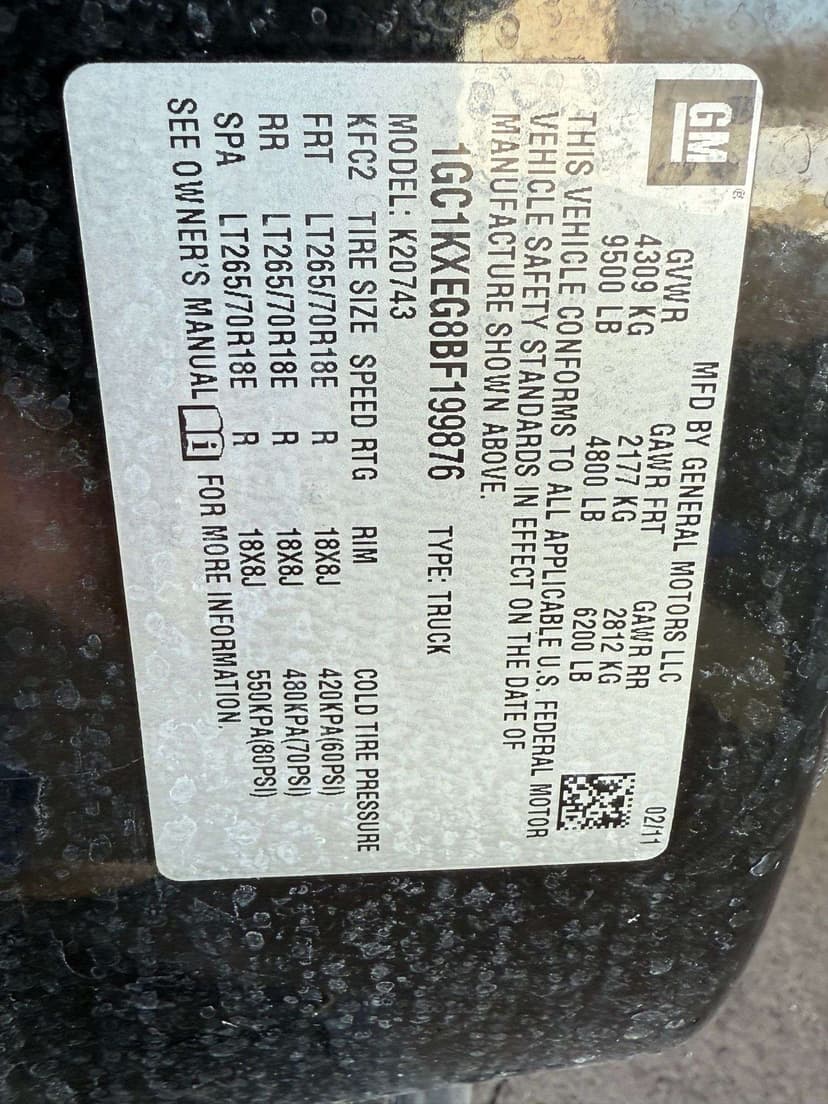 GM®
MFD BY GENERAL MOTORS LLC 02/11
GVWR GAWR FRT GAWR RR
4309 KG 2177 KG 2812 KG
9500 LB 4800 LB 6200 LB
THIS VEHICLE CONFORMS TO ALL APPLICABLE U.S. FEDERAL MOTOR
VEHICLE SAFETY STANDARDS IN EFFECT ON THE DATE OF
MANUFACTURE SHOWN ABOVE.
1GC1KXEG8BF199876 TYPE: TRUCK
MODEL: K20743
KFC2 TIRE SIZE SPEED RTG RIM COLD TIRE PRESSURE
FRT LT265/70R18E R 18X8J 420KPA(60PSI)
RR LT265/70R18E R 18X8J 480KPA(70PSI)
SPA LT265/70R18E R 18X8J 550KPA(80PSI)
SEE OWNER'S MANUAL i FOR MORE INFORMATION.